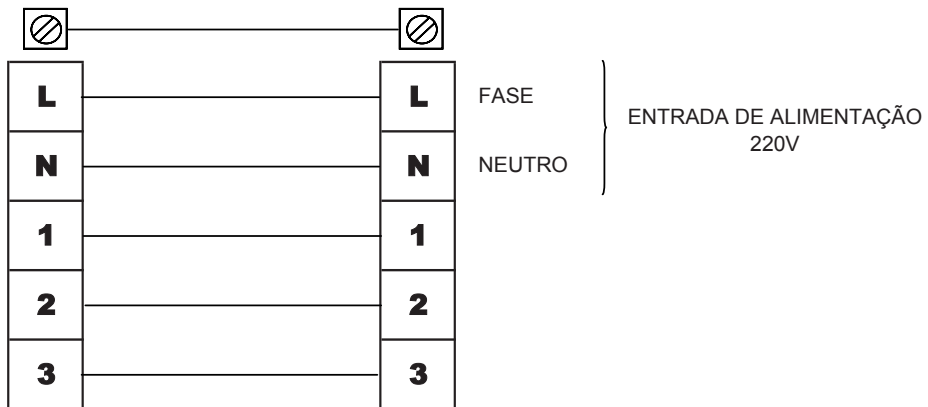 L L FASE
ENTRADA DE ALIMENTAÇÃO
220V
N N NEUTRO
1 1
2 2
3 3